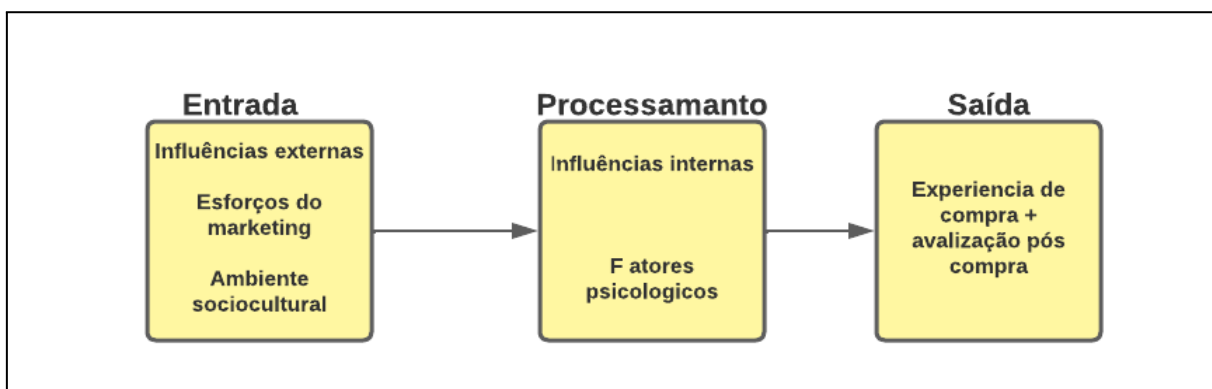 Entrada
Influências externas
Esforços do
marketing
Ambiente
sociocultural
Processamanto
Influências internas
F atores
psicologicos
Saída
Experiencia de
compra +
avalização pós
compra